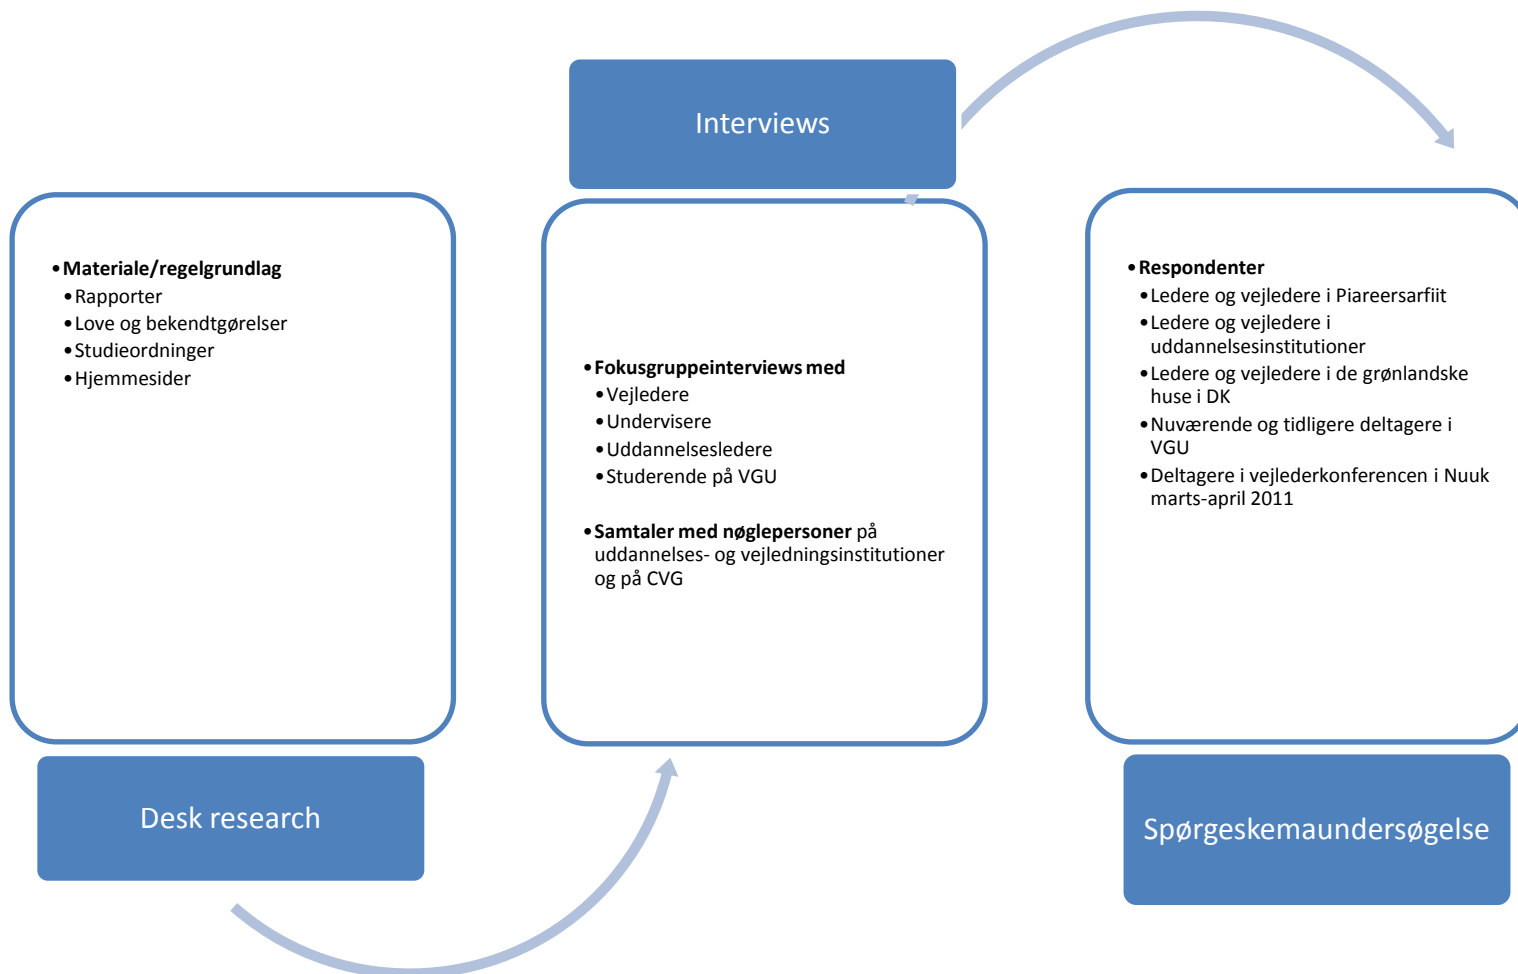 •Materiale/regelgrundlag
•Rapporter
•Love og bekendtgørelser
•Studieordninger
•Hjemmesider
Desk research
Interviews
•Fokusgruppeinterviews med
•Vejledere
•Undervisere
•Uddannelsesledere
•Studerende på VGU
•Samtaler med nøglepersoner på
uddannelses- og vejledningsinstitutioner
og på CVG
•Respondenter
•Ledere og vejledere i Piareersarfiit
•Ledere og vejledere i
uddannelsesinstitutioner
•Ledere og vejledere i de grønlandske
huse i DK
•Nuværende og tidligere deltagere i
VGU
•Deltagere i vejlederkonferencen i Nuuk
marts-april 2011
Spørgeskemaundersøgelse